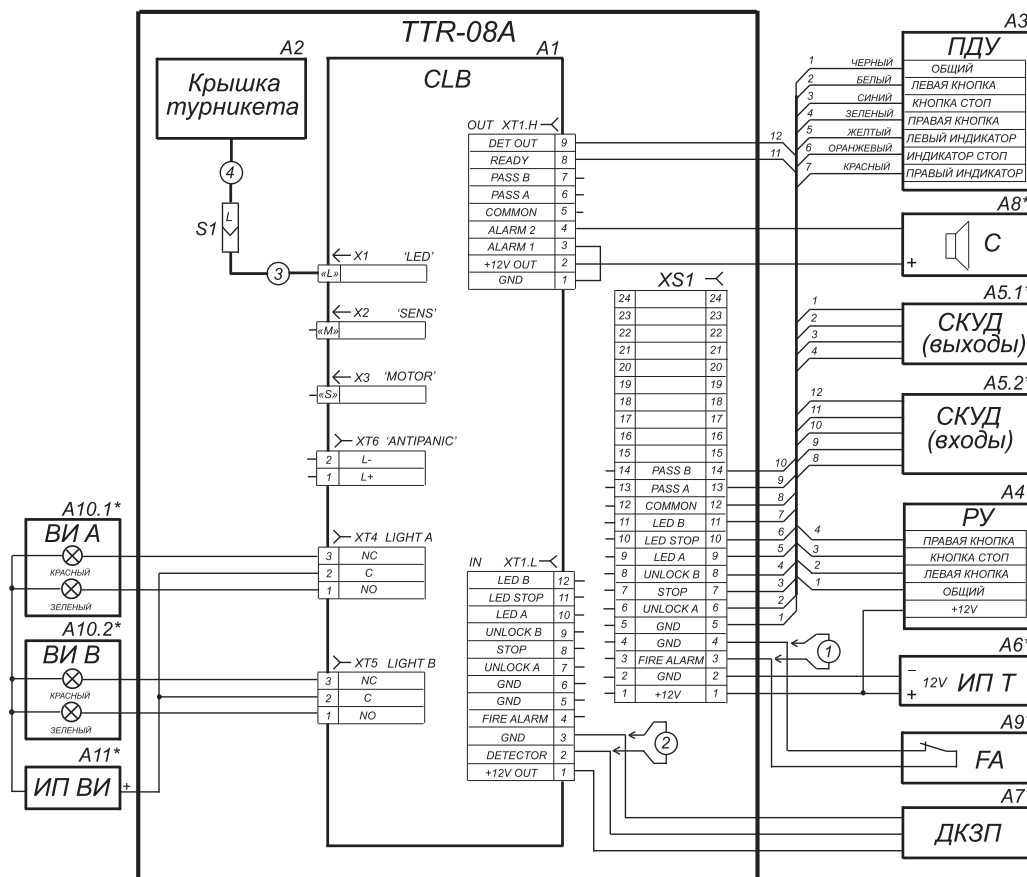 TTR-08A
A2
Крышка
турникета
4
S1
L
3
A1
CLB
OUT XT1.H
DET OUT 9
READY 8
PASS B 7
PASS A 6
COMMON 5
ALARM 2 4
ALARM 1 3
+12V OUT 2
GND 1
X1 'LED'
«L»
X2 'SENS'
«M»
X3 'MOTOR'
«S»
XT6 'ANTIPANIC'
2 L-
1 L+
XT4 LIGHT A
3 NC
2 C
1 NO
XT5 LIGHT B
3 NC
2 C
1 NO
IN XT1.L
LED B 12
LED STOP 11
LED A 10
UNLOCK B 9
STOP 8
UNLOCK A 7
GND 6
GND 5
FIRE ALARM 4
GND 3
DETECTOR 2
+12V OUT 1
2
A10.1*
ВИ А
КРАСНЫЙ
ЗЕЛЕНЫЙ
A10.2*
ВИ В
КРАСНЫЙ
ЗЕЛЕНЫЙ
A11*
ИП ВИ +
XS1
24 24
23 23
22 22
21 21
20 20
19 19
18 18
17 17
16 16
15 15
14 PASS B 14
13 PASS A 13
12 COMMON 12
11 LED B 11
10 LED STOP 10
9 LED A 9
8 UNLOCK B 8
7 STOP 7
6 UNLOCK A 6
5 GND 5
4 GND 4
3 FIRE ALARM 3
2 GND 2
1 +12V 1
12
11
10
9
8
7
6
5
4
3
2
1
1
A3
ПДУ
1 ЧЕРНЫЙ ОБЩИЙ
2 БЕЛЫЙ ЛЕВАЯ КНОПКА
3 СИНИЙ КНОПКА СТОП
4 ЗЕЛЕНЫЙ ПРАВАЯ КНОПКА
5 ЖЕЛТЫЙ ЛЕВЫЙ ИНДИКАТОР
6 ОРАНЖЕВЫЙ ИНДИКАТОР СТОП
7 КРАСНЫЙ ПРАВЫЙ ИНДИКАТОР
A8*
С
+
A5.1*
1
2
3
4
СКУД
(выходы)
A5.2*
12
11
10
9
8
СКУД
(входы)
A4
РУ
4 ПРАВАЯ КНОПКА
3 КНОПКА СТОП
2 ЛЕВАЯ КНОПКА
1 ОБЩИЙ
+12V
A6*
–
12V ИП Т
+
A9*
FA
A7
ДКЗП